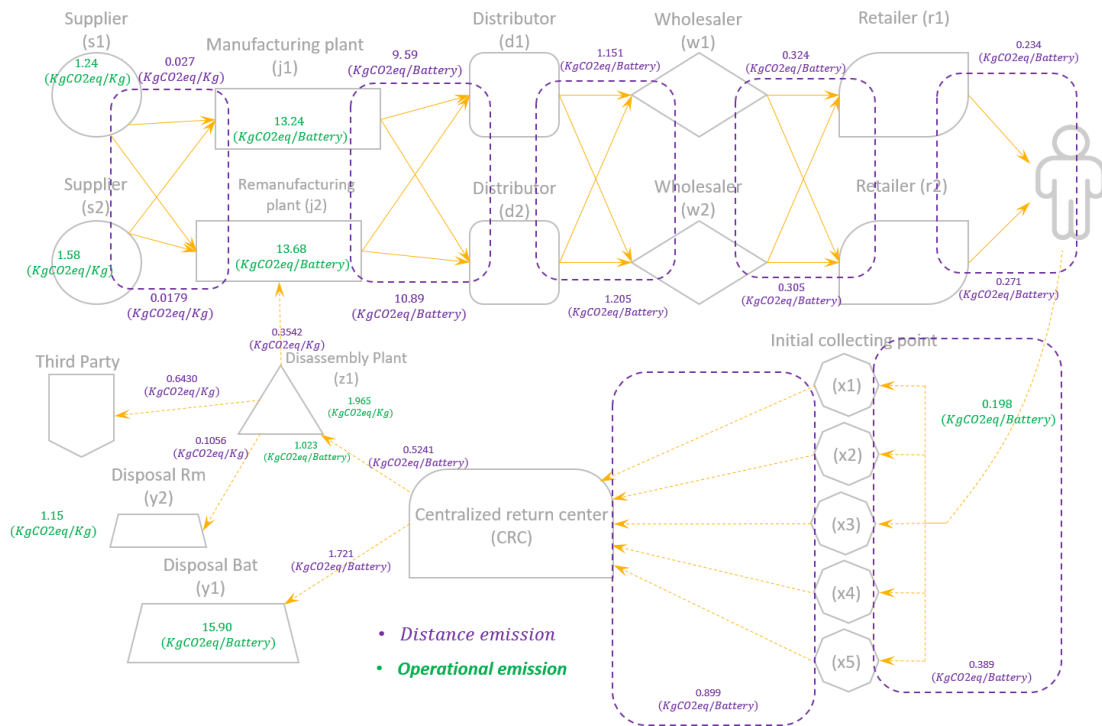 Supplier
(s1)
1.24
(KgCO2eq/Kg)
0.027
(KgCO2eq/Kg)
Manufacturing plant
(j1)
13.24
(KgCO2eq/Battery)
9.59
(KgCO2eq/Battery)
Distributor
(d1)
1.151
(KgCO2eq/Battery)
Wholesaler
(w1)
0.324
(KgCO2eq/Battery)
Retailer (r1)
0.234
(KgCO2eq/Battery)
Supplier
(s2)
1.58
(KgCO2eq/Kg)
0.0179
(KgCO2eq/Kg)
Remanufacturing
plant (j2)
13.68
(KgCO2eq/Battery)
10.89
(KgCO2eq/Battery)
Distributor
(d2)
1.205
(KgCO2eq/Battery)
Wholesaler
(w2)
0.305
(KgCO2eq/Battery)
Retailer (r2)
0.271
(KgCO2eq/Battery)
0.3542
(KgCO2eq/Kg)
Third Party
0.6430
(KgCO2eq/Kg)
Disassembly Plant
(z1)
1.965
(KgCO2eq/Kg)
1.023
(KgCO2eq/Battery)
0.1056
(KgCO2eq/Kg)
0.5241
(KgCO2eq/Battery)
Disposal Rm
(y2)
1.15
(KgCO2eq/Kg)
Centralized return center
(CRC)
1.721
(KgCO2eq/Battery)
Disposal Bat
(y1)
15.90
(KgCO2eq/Battery)
Initial collecting point
(x1)
(x2)
(x3)
(x4)
(x5)
0.198
(KgCO2eq/Battery)
0.389
(KgCO2eq/Battery)
0.899
(KgCO2eq/Battery)
• Distance emission
• Operational emission